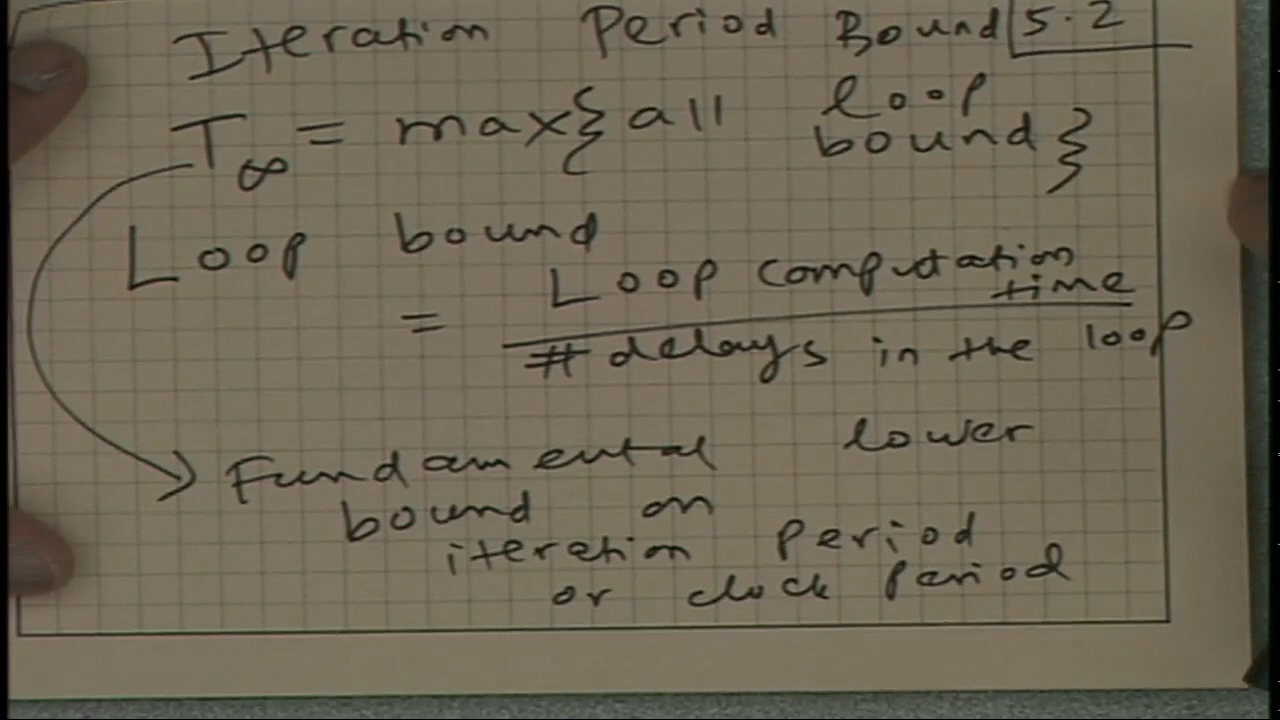 Iteration Period Bound 5.2
T∞ = max{all loop
bound}
Loop bound
= Loop computation
time
# delays in the loop
Fundamental lower
bound on
iteration period
or clock period